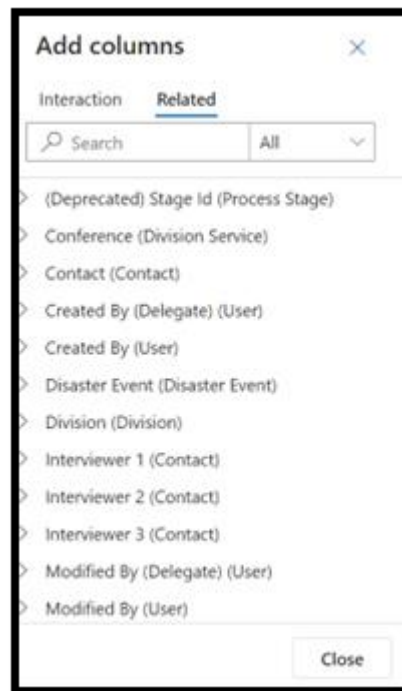 Add columns
Interaction Related
Search All
(Deprecated) Stage Id (Process Stage)
Conference (Division Service)
Contact (Contact)
Created By (Delegate) (User)
Created By (User)
Disaster Event (Disaster Event)
Division (Division)
Interviewer 1 (Contact)
Interviewer 2 (Contact)
Interviewer 3 (Contact)
Modified By (Delegate) (User)
Modified By (User)
Close